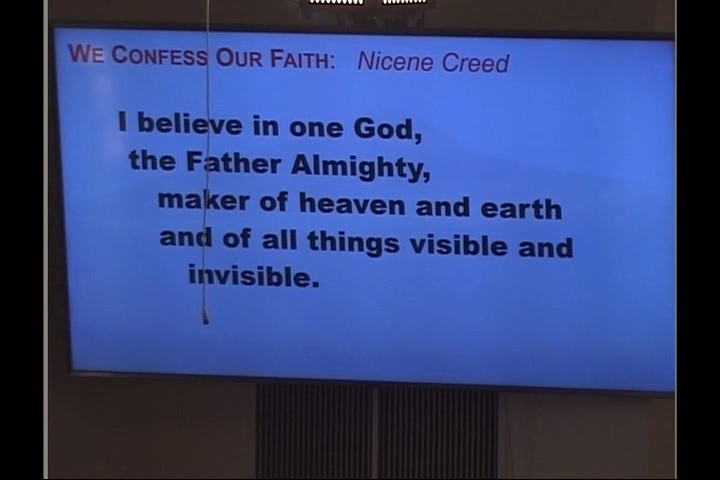 WE CONFESS OUR FAITH: Nicene Creed
I believe in one God,
the Father Almighty,
maker of heaven and earth
and of all things visible and
invisible.